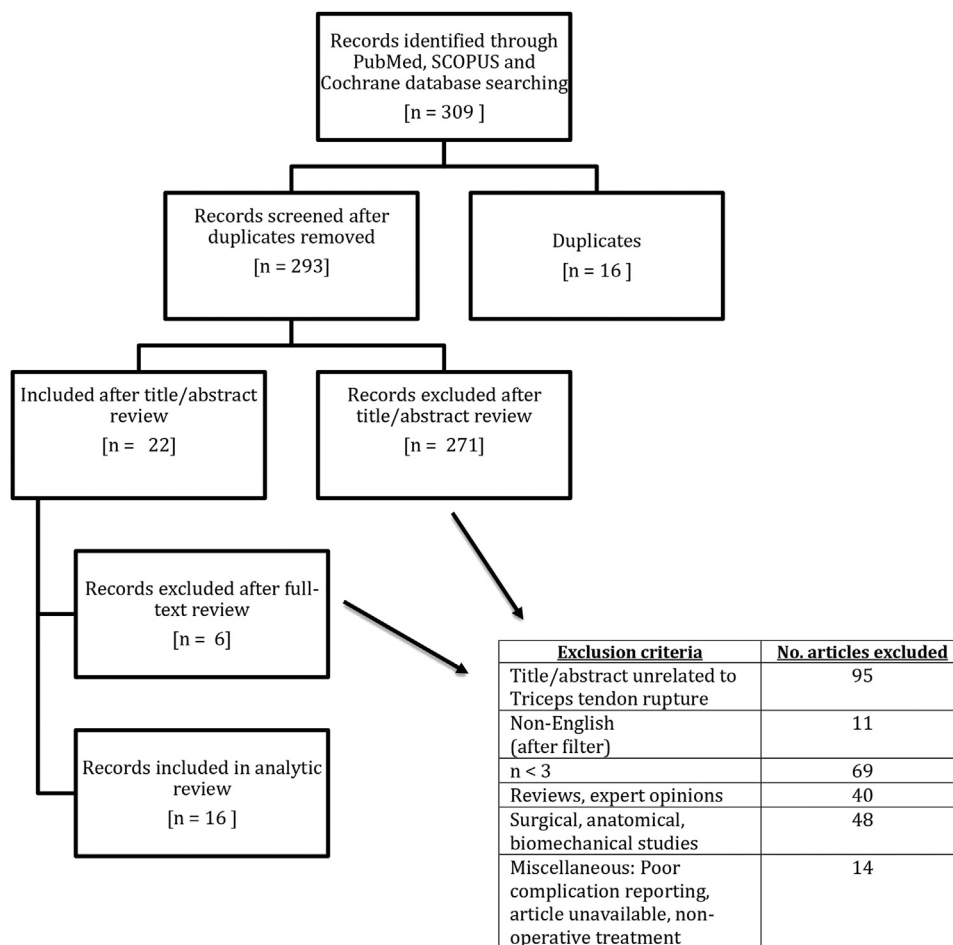 Records identified through
PubMed, SCOPUS and
Cochrane database searching
[n = 309 ]
Records screened after
duplicates removed
[n = 293]
Duplicates
[n = 16 ]
Included after title/abstract
review
[n = 22]
Records excluded after
title/abstract review
[n = 271]
Records excluded after full-
text review
[n = 6]
Records included in analytic
review
[n = 16 ]
Exclusion criteria No. articles excluded
Title/abstract unrelated to 95
Triceps tendon rupture
Non-English 11
(after filter)
n < 3 69
Reviews, expert opinions 40
Surgical, anatomical, 48
biomechanical studies
Miscellaneous: Poor 14
complication reporting,
article unavailable, non-
operative treatment